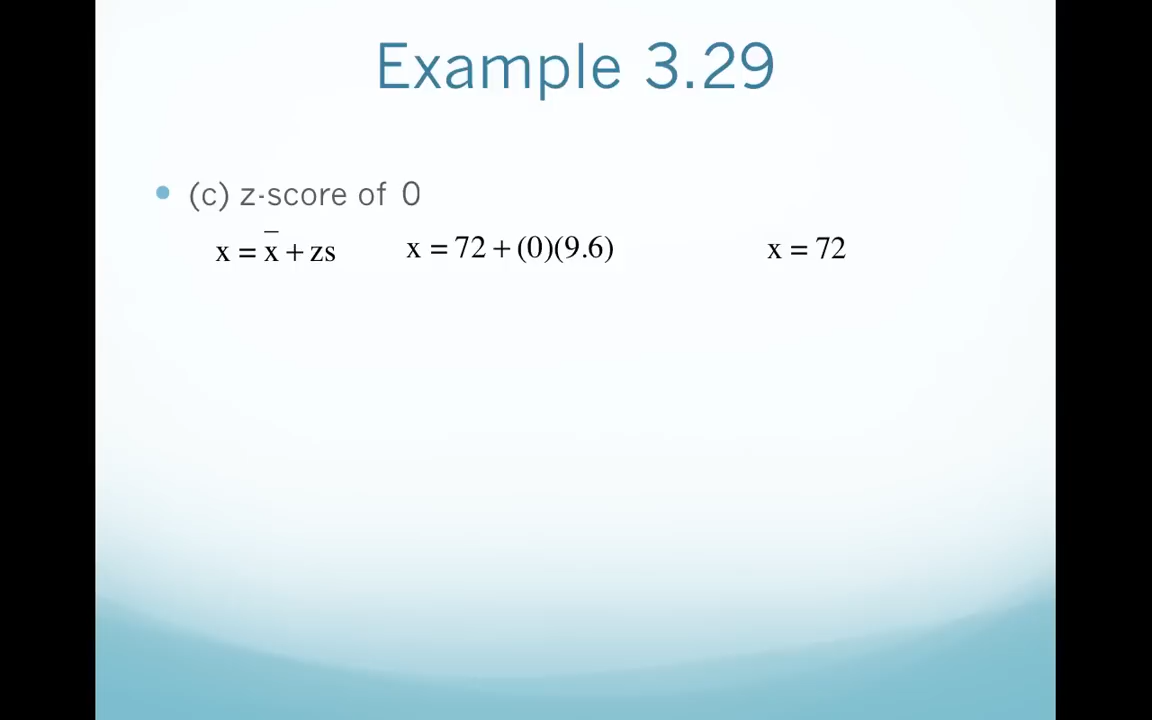 Example 3.29
• (c) z-score of 0
x = x̄ + zs x = 72 + (0)(9.6) x = 72